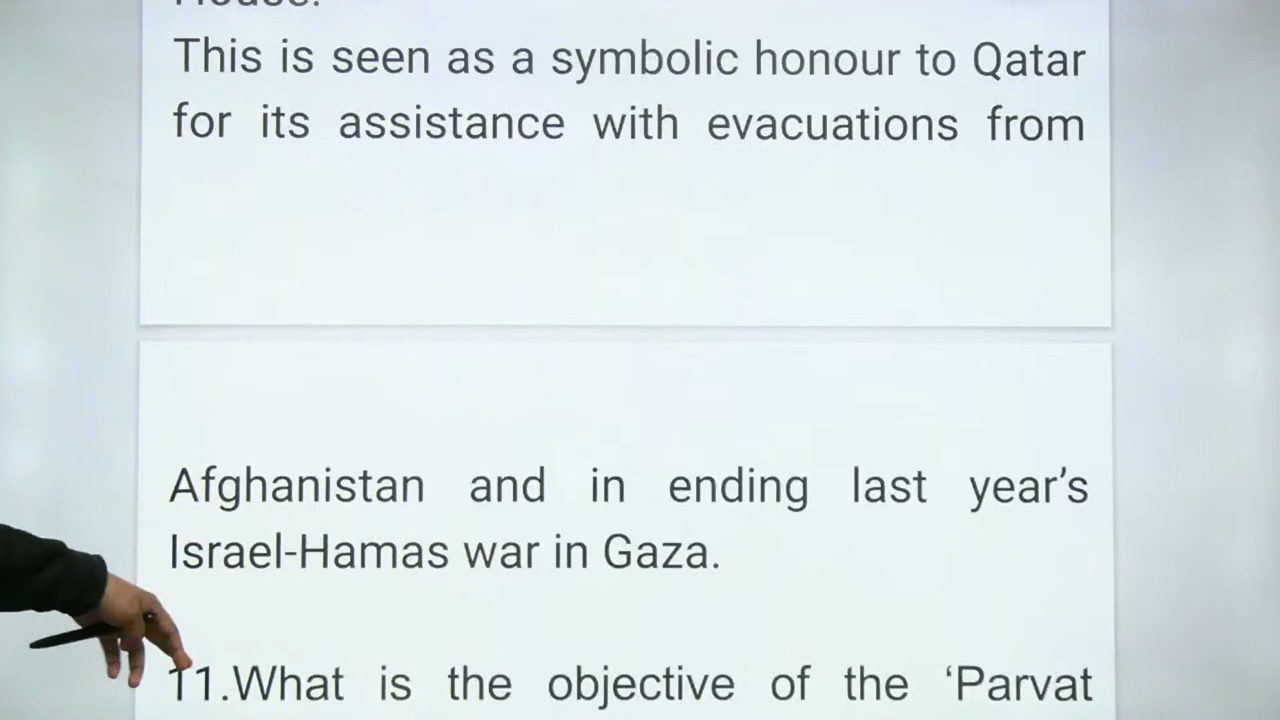 House.
This is seen as a symbolic honour to Qatar
for its assistance with evacuations from
Afghanistan and in ending last year’s
Israel-Hamas war in Gaza.
11.What is the objective of the ‘Parvat